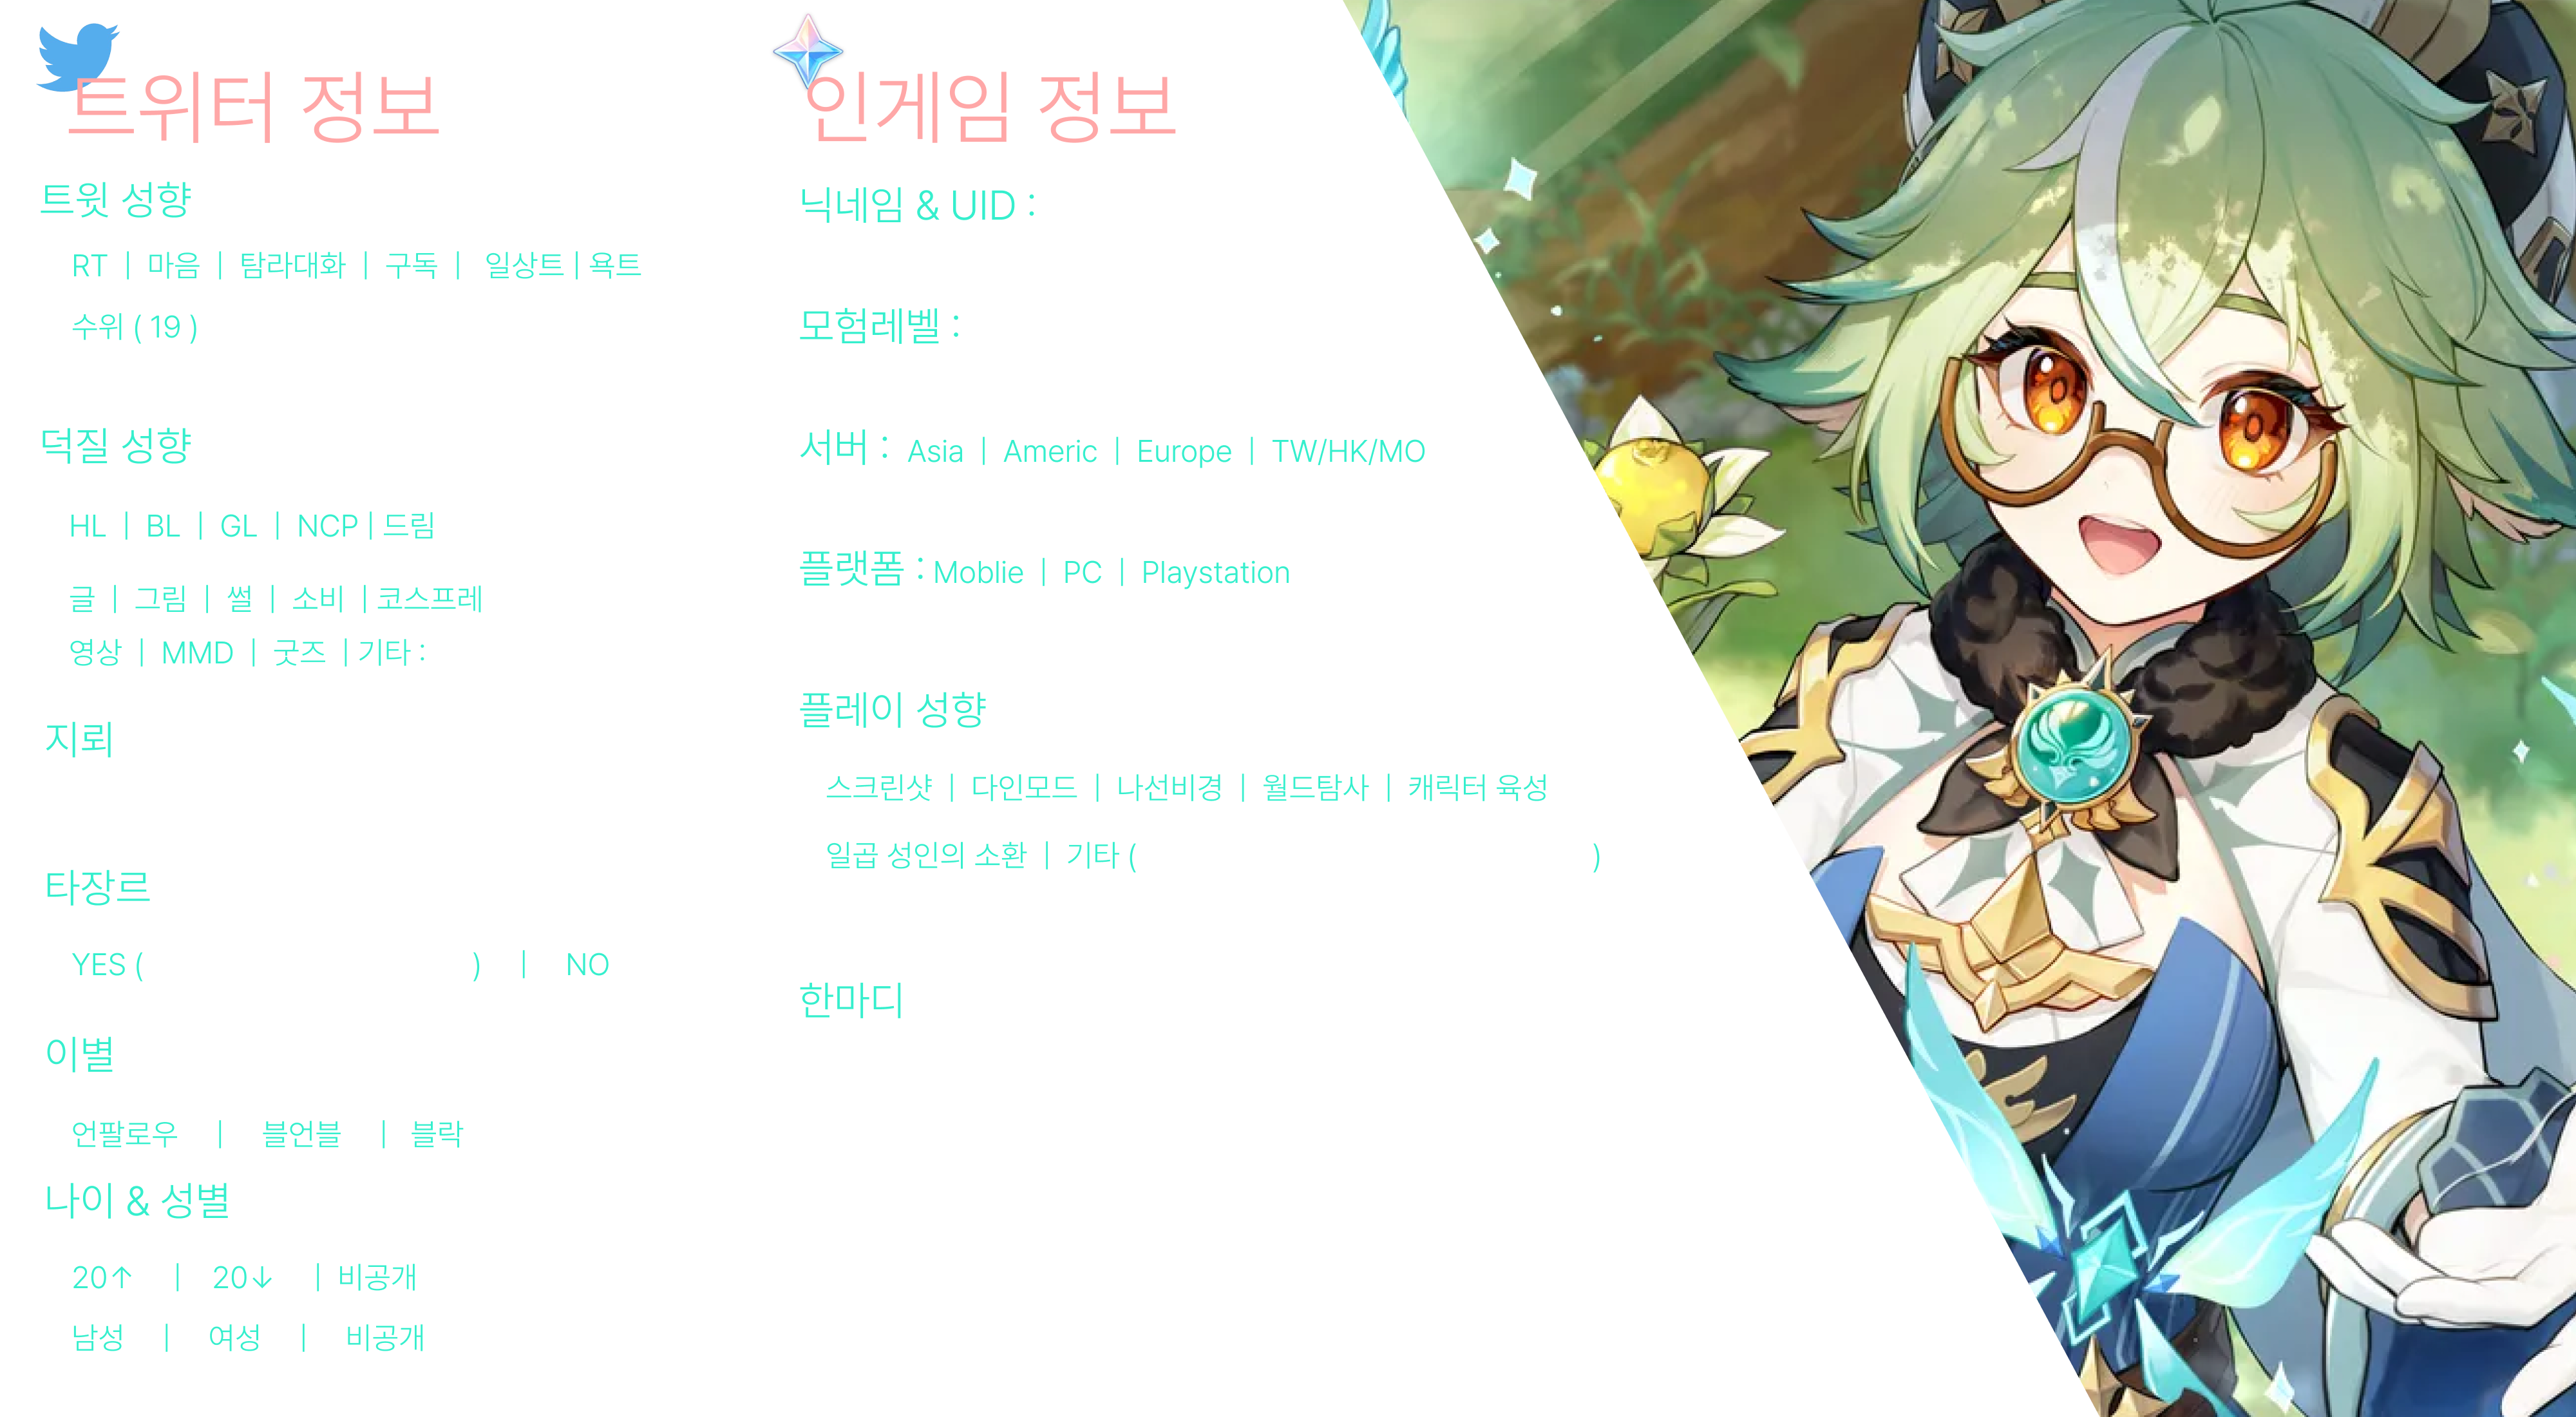 트위터 정보
트윗 성향
RT | 마음 | 탐라대화 | 구독 | 일상트 | 욕트
수위 ( 19 )
덕질 성향
HL | BL | GL | NCP | 드림
글 | 그림 | 썰 | 소비 | 코스프레
영상 | MMD | 굿즈 | 기타 :
지뢰
타장르
YES ( ) | NO
이별
언팔로우 | 블언블 | 블락
나이 & 성별
20↑ | 20↓ | 비공개
남성 | 여성 | 비공개
인게임 정보
닉네임 & UID :
모험레벨 :
서버 : Asia | Americ | Europe | TW/HK/MO
플랫폼 : Moblie | PC | Playstation
플레이 성향
스크린샷 | 다인모드 | 나선비경 | 월드탐사 | 캐릭터 육성
일곱 성인의 소환 | 기타 ( )
한마디